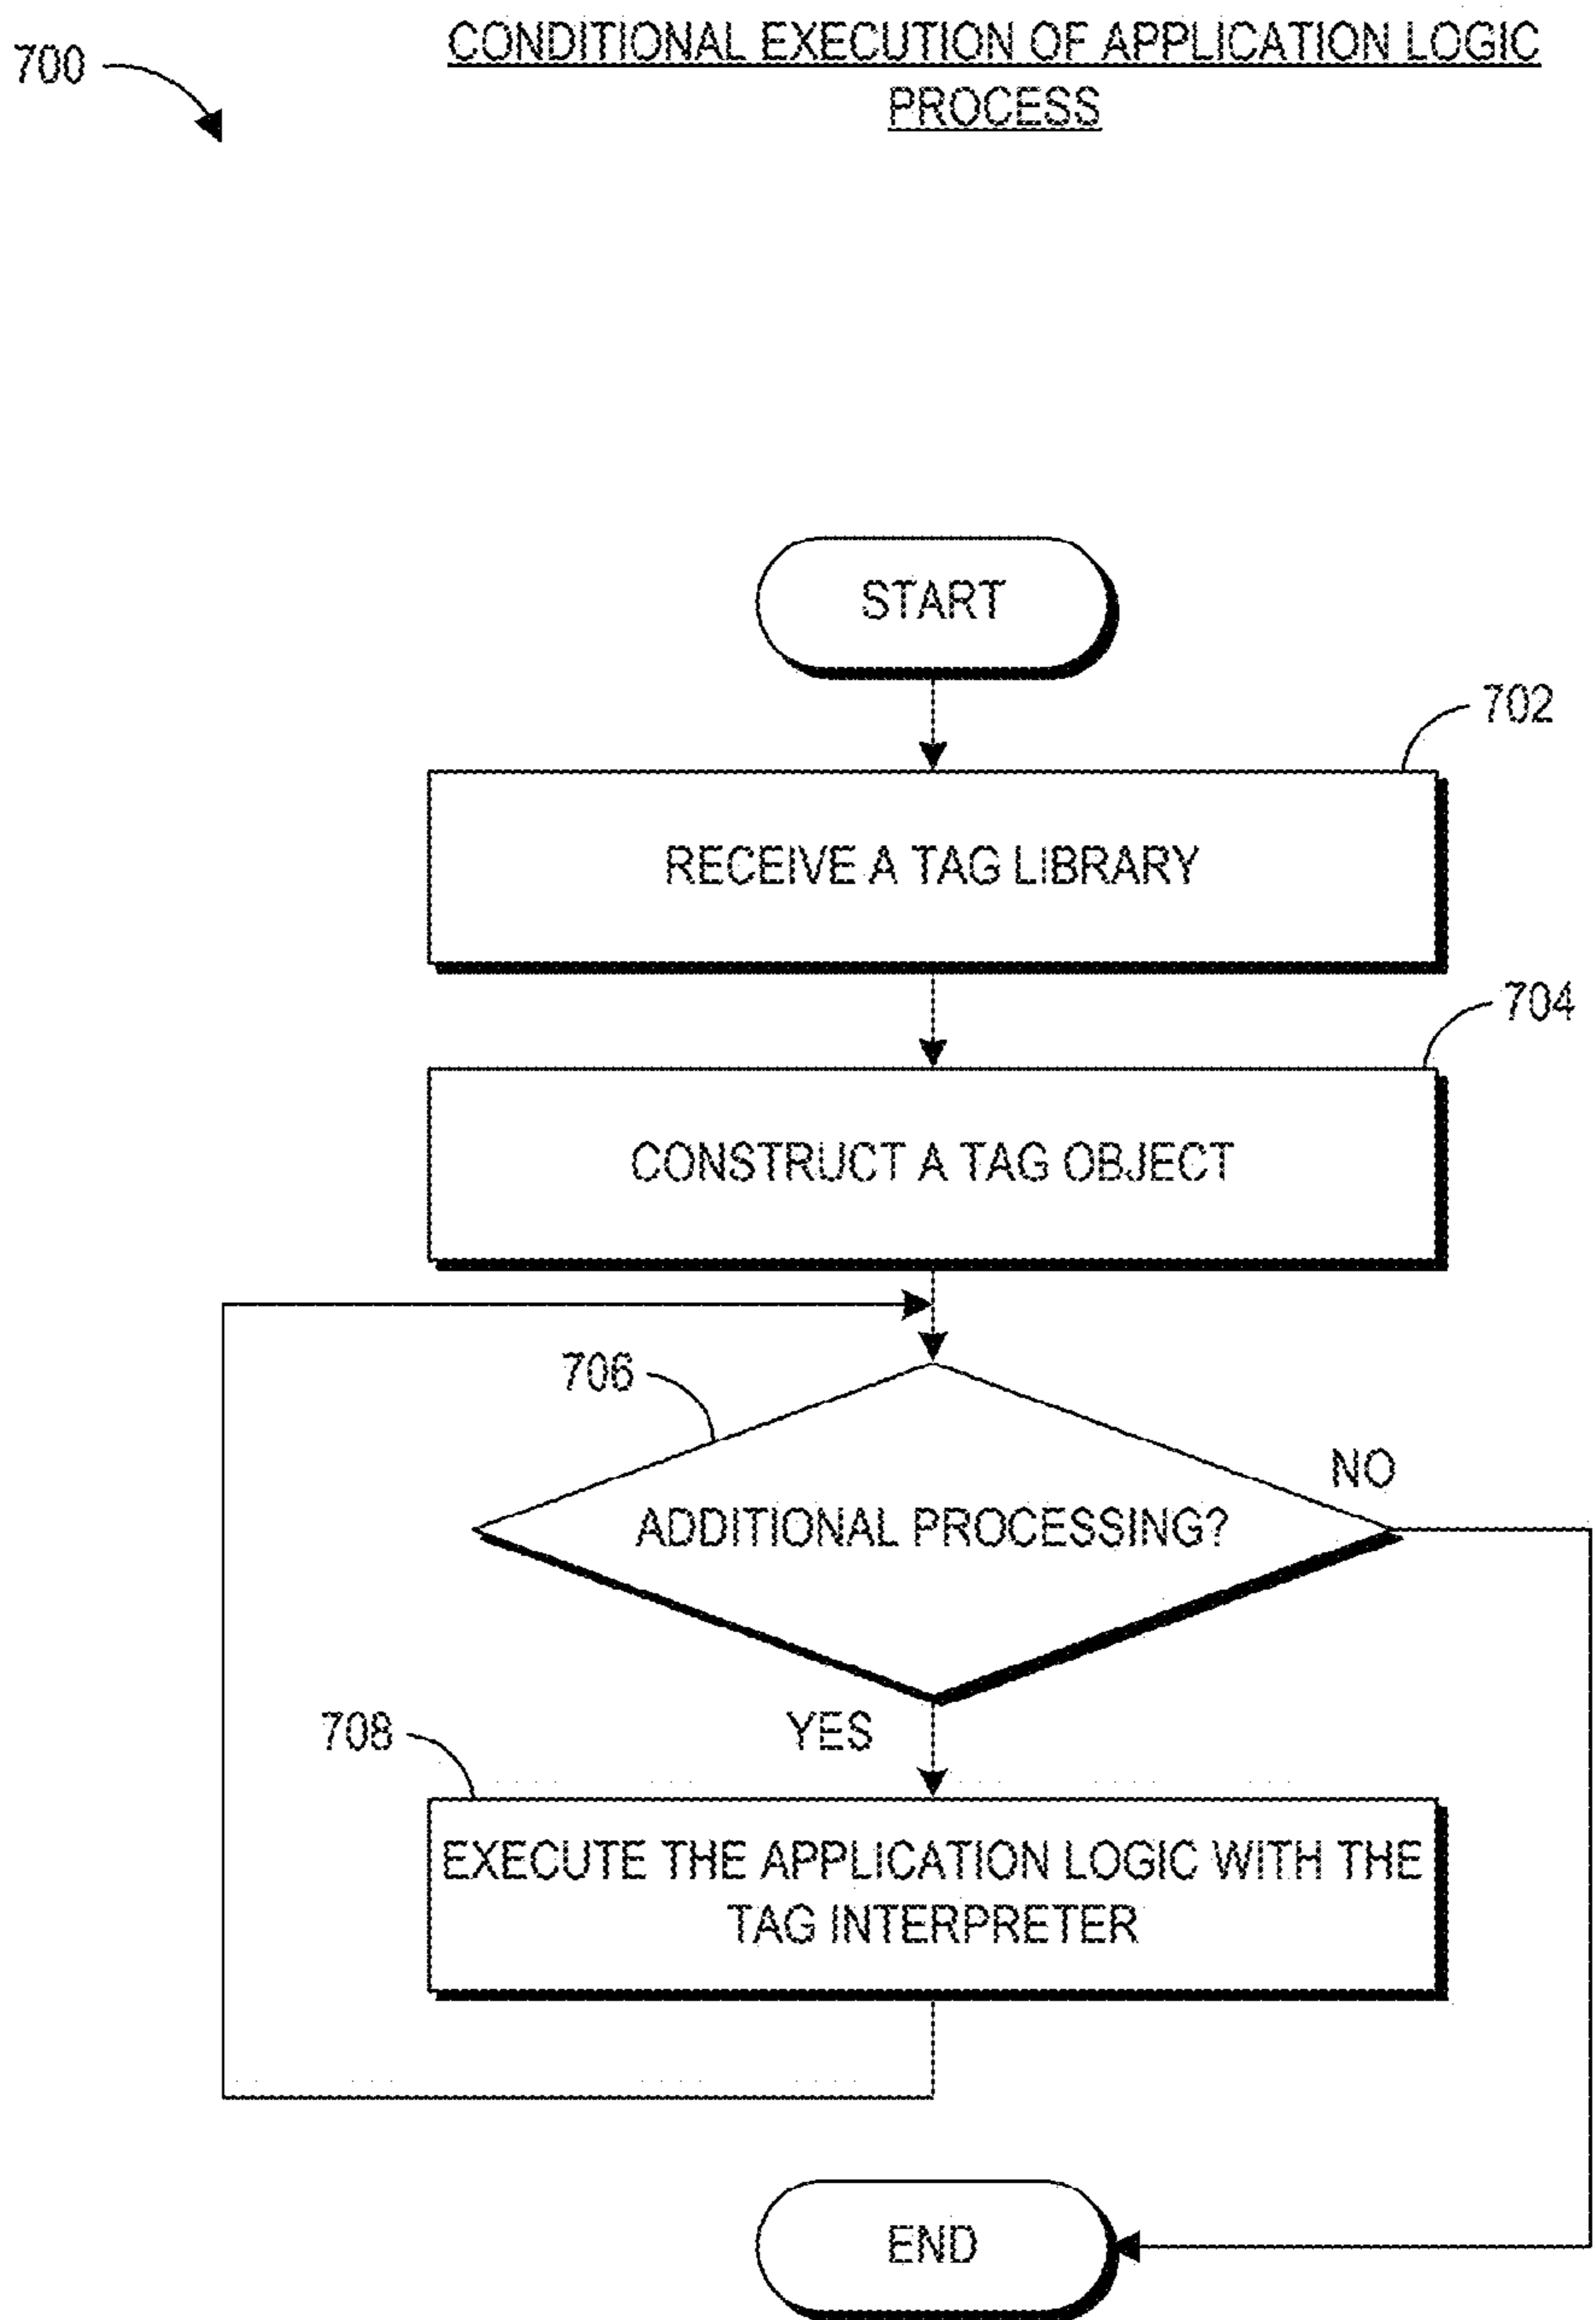 700
CONDITIONAL EXECUTION OF APPLICATION LOGIC
PROCESS
START
702
RECEIVE A TAG LIBRARY
704
CONSTRUCT A TAG OBJECT
706
NO
ADDITIONAL PROCESSING?
YES
708
EXECUTE THE APPLICATION LOGIC WITH THE
TAG INTERPRETER
END